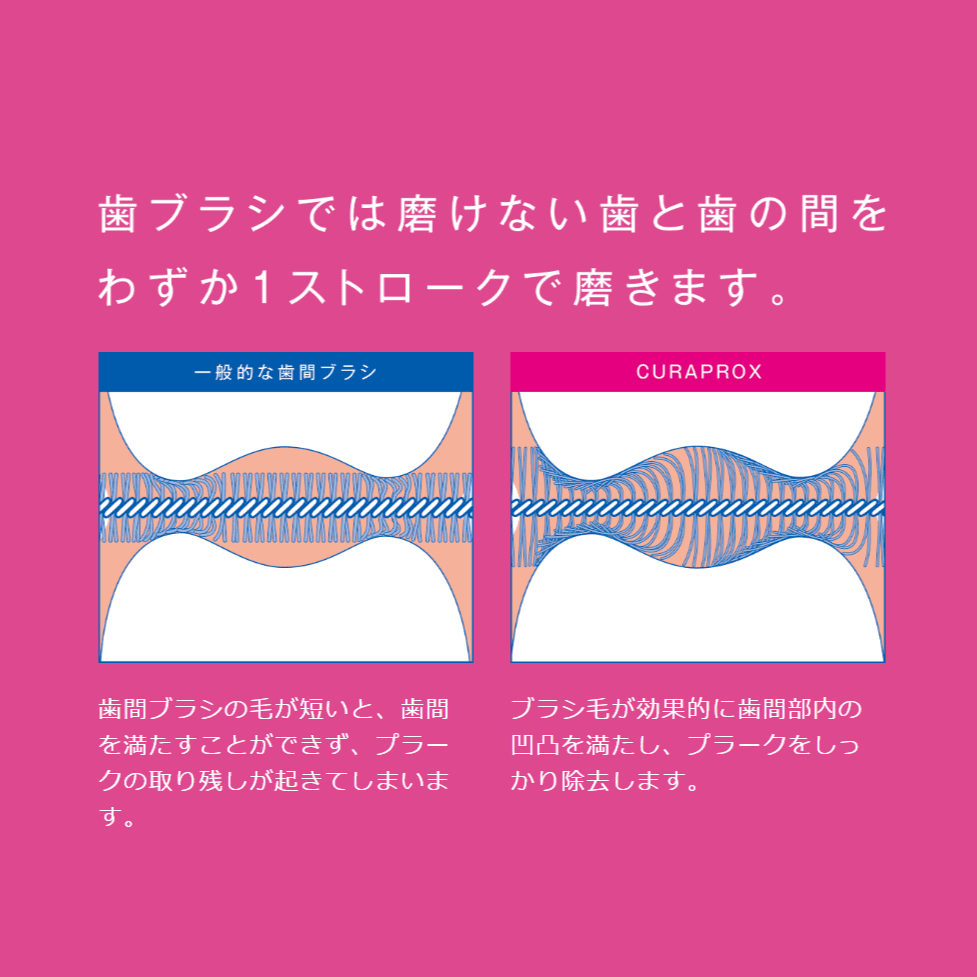 歯ブラシでは磨けない歯と歯の間を
わずか1ストロークで磨きます。
一般的な歯間ブラシ
CURAPROX
歯間ブラシの毛が短いと、歯間
を満たすことができず、プラー
クの取り残しが起きてしまいま
す。
ブラシ毛が効果的に歯間部内の
凹凸を満たし、プラークをしっ
かり除去します。